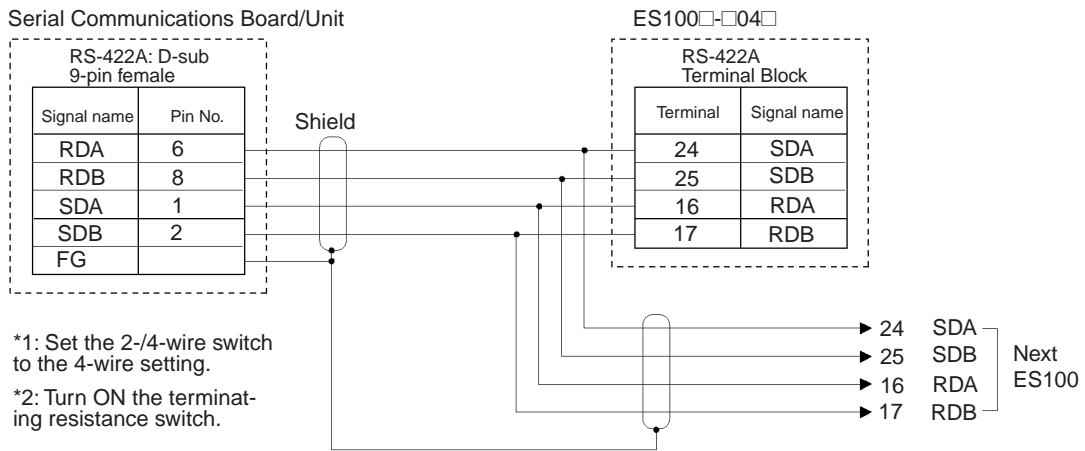 Serial Communications Board/Unit
ES100□-□04□
RS-422A: D-sub
9-pin female
Signal name Pin No.
RDA 6
RDB 8
SDA 1
SDB 2
FG
Shield
RS-422A
Terminal Block
Terminal Signal name
24 SDA
25 SDB
16 RDA
17 RDB
*1: Set the 2-/4-wire switch
to the 4-wire setting.
*2: Turn ON the terminat-
ing resistance switch.
24 SDA
25 SDB
16 RDA
17 RDB
Next
ES100